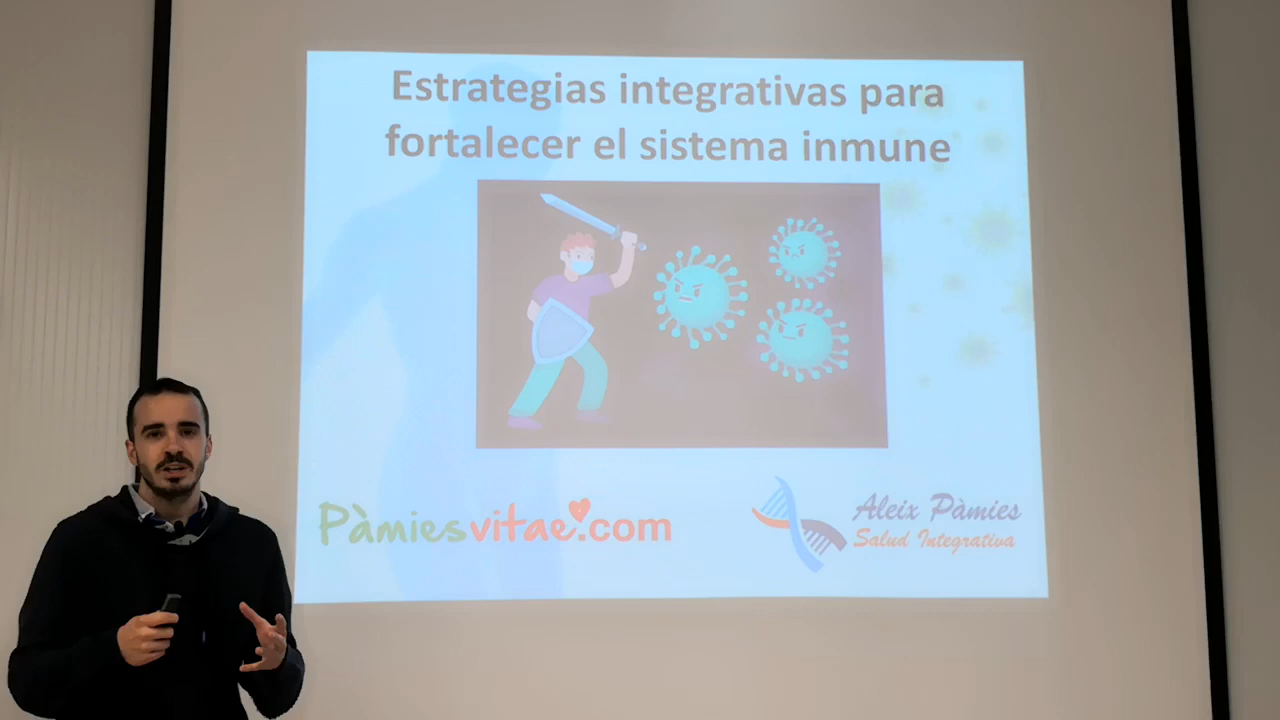 Estrategias integrativas para
fortalecer el sistema inmune
Pàmiesvitae.com
Aleix Pàmies
Salud Integrativa